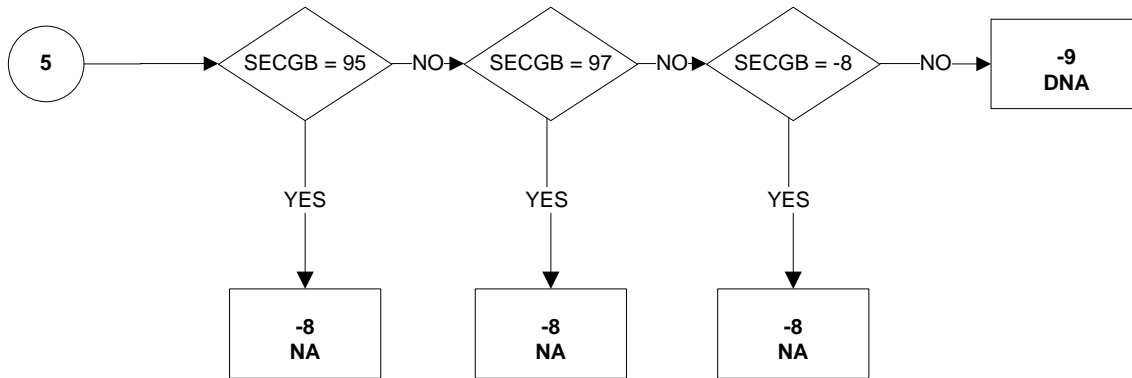 5
SECGB = 95
NO
SECGB = 97
NO
SECGB = -8
NO
-9
DNA
YES
YES
YES
-8
NA
-8
NA
-8
NA